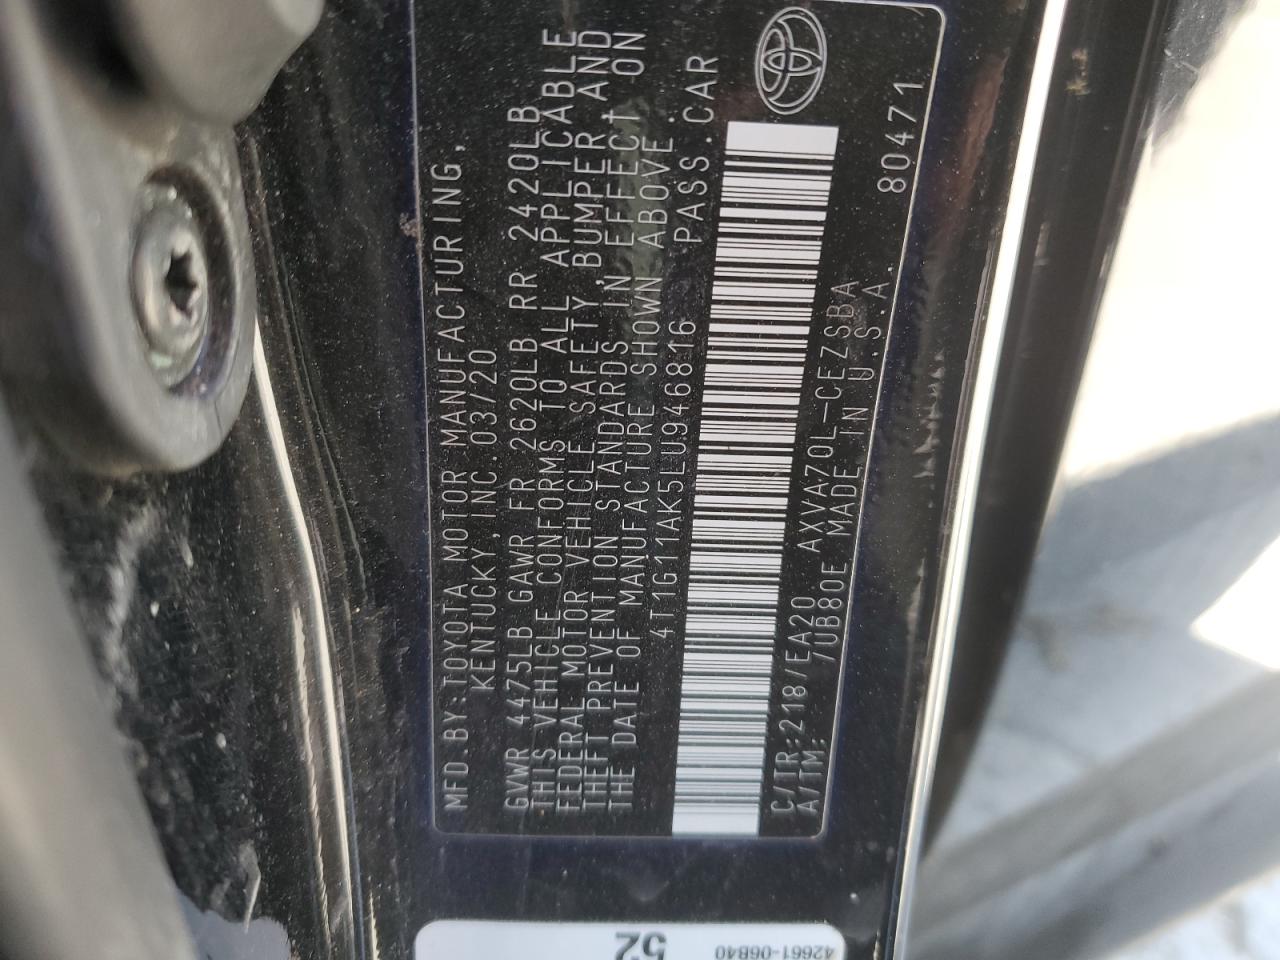 MFD.BY:TOYOTA MOTOR MANUFACTURING,
KENTUCKY,INC.03/20
GVWR 4475LB GAWR FR 2620LB RR 2420LB
THIS VEHICLE CONFORMS TO ALL APPLICABLE
FEDERAL MOTOR VEHICLE SAFETY,BUMPER,AND
THEFT PREVENTION STANDARDS IN EFFECT ON
THE DATE OF MANUFACTURE SHOWN ABOVE.
4T1G11AK5LU946816 PASS.CAR
C/TR:218/EA20 AXVA70L-CEZSBA
A/TM: /UB80E MADE IN U.S.A. 80471
52
42661-06B40